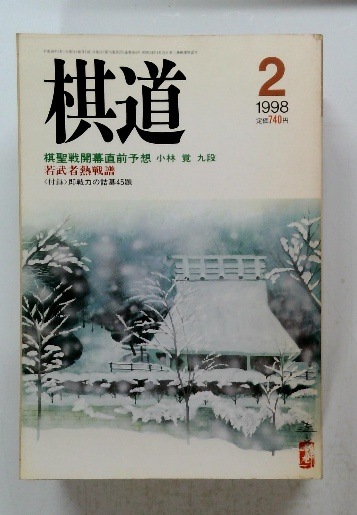 棋道
2
1998
定価740円
棋聖戦開幕直前予想 小林 覚 九段
若武者熱戦譜
〈付録〉即戦力の詰碁45題